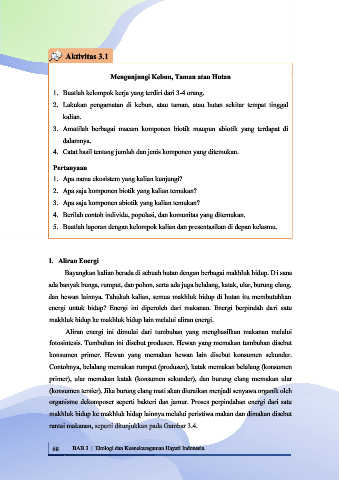 Aktivitas 3.1
Mengunjungi Kebun, Taman atau Hutan
1. Buatlah kelompok kerja yang terdiri dari 3-4 orang.
2. Lakukan pengamatan di kebun, atau taman, atau hutan sekitar tempat tinggal
kalian.
3. Amatilah berbagai macam komponen biotik maupun abiotik yang terdapat di
dalamnya.
4. Catat hasil tentang jumlah dan jenis komponen yang ditemukan.
Pertanyaan
1. Apa nama ekosistem yang kalian kunjungi?
2. Apa saja komponen biotik yang kalian temukan?
3. Apa saja komponen abiotik yang kalian temukan?
4. Berilah contoh individu, populasi, dan komunitas yang ditemukan.
5. Buatlah laporan dengan kelompok kalian dan presentasikan di depan kelasmu.
1. Aliran Energi
Bayangkan kalian berada di sebuah hutan dengan berbagai makhluk hidup. Di sana
ada banyak bunga, rumput, dan pohon, serta ada juga belalang, katak, ular, burung elang,
dan hewan lainnya. Tahukah kalian, semua makhluk hidup di hutan itu membutuhkan
energi untuk hidup? Energi ini diperoleh dari makanan. Energi berpindah dari satu
makhluk hidup ke makhluk hidup lain melalui aliran energi.
Aliran energi ini dimulai dari tumbuhan yang menghasilkan makanan melalui
fotosintesis. Tumbuhan ini disebut produsen. Hewan yang memakan tumbuhan disebut
konsumen primer. Hewan yang memakan hewan lain disebut konsumen sekunder.
Contohnya, belalang memakan rumput (produsen), katak memakan belalang (konsumen
primer), ular memakan katak (konsumen sekunder), dan burung elang memakan ular
(konsumen tersier). Jika burung elang mati akan diuraikan menjadi senyawa organik oleh
organisme dekomposer seperti bakteri dan jamur. Proses perpindahan energi dari satu
makhluk hidup ke makhluk hidup lainnya melalui peristiwa makan dan dimakan disebut
rantai makanan, seperti ditunjukkan pada Gambar 3.4.
BAB 3 | Ekologi dan Keanekaragaman Hayati Indonesia